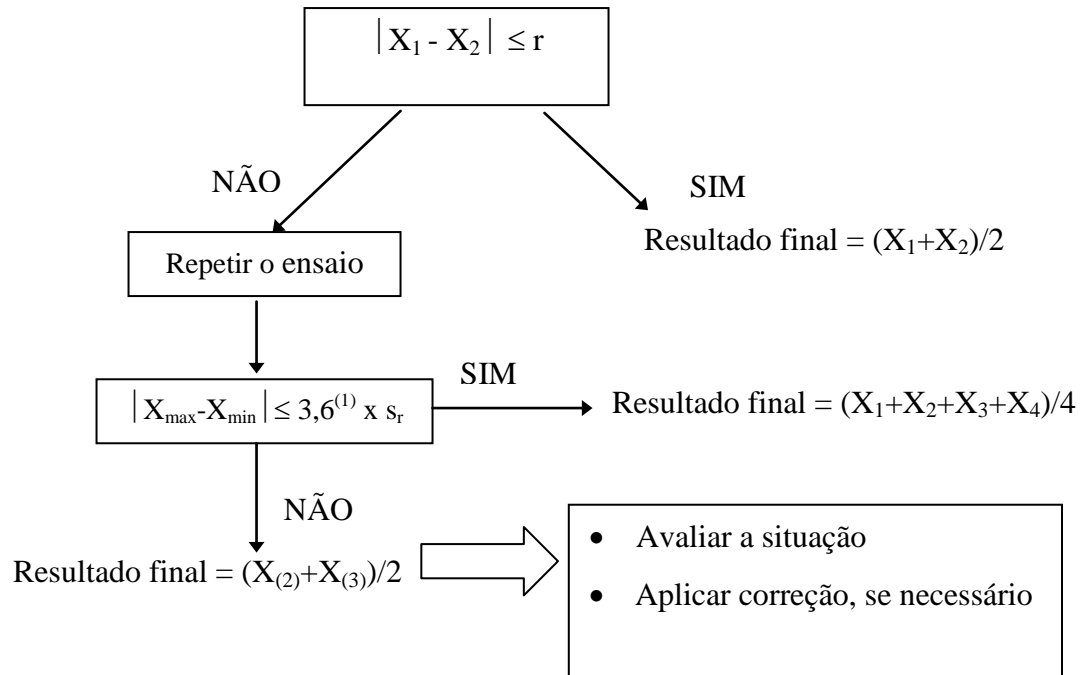 |X₁ - X₂| ≤ r
NÃO
SIM
Resultado final = (X₁+X₂)/2
Repetir o ensaio
|Xₘₐₓ-Xₘᵢₙ| ≤ 3,6⁽¹⁾ x sᵣ
SIM
Resultado final = (X₁+X₂+X₃+X₄)/4
NÃO
Resultado final = (X₍₂₎+X₍₃₎)/2
• Avaliar a situação
• Aplicar correção, se necessário